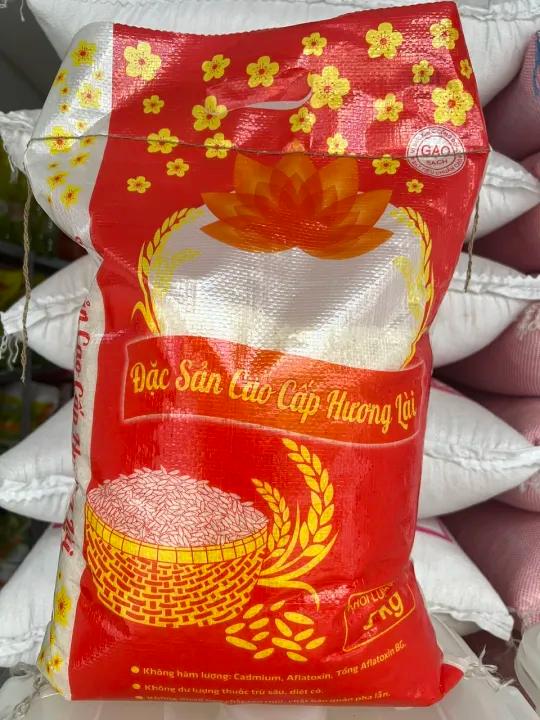 GẠO
SẠCH
Đặc Sản Cao Cấp Hương Lài
KHỐI LƯỢNG
5kg
Không hàm lượng: Cadmium, Aflatoxin, Tổng Aflatoxin BG.
Không dư lượng thuốc trừ sâu, diệt cỏ.